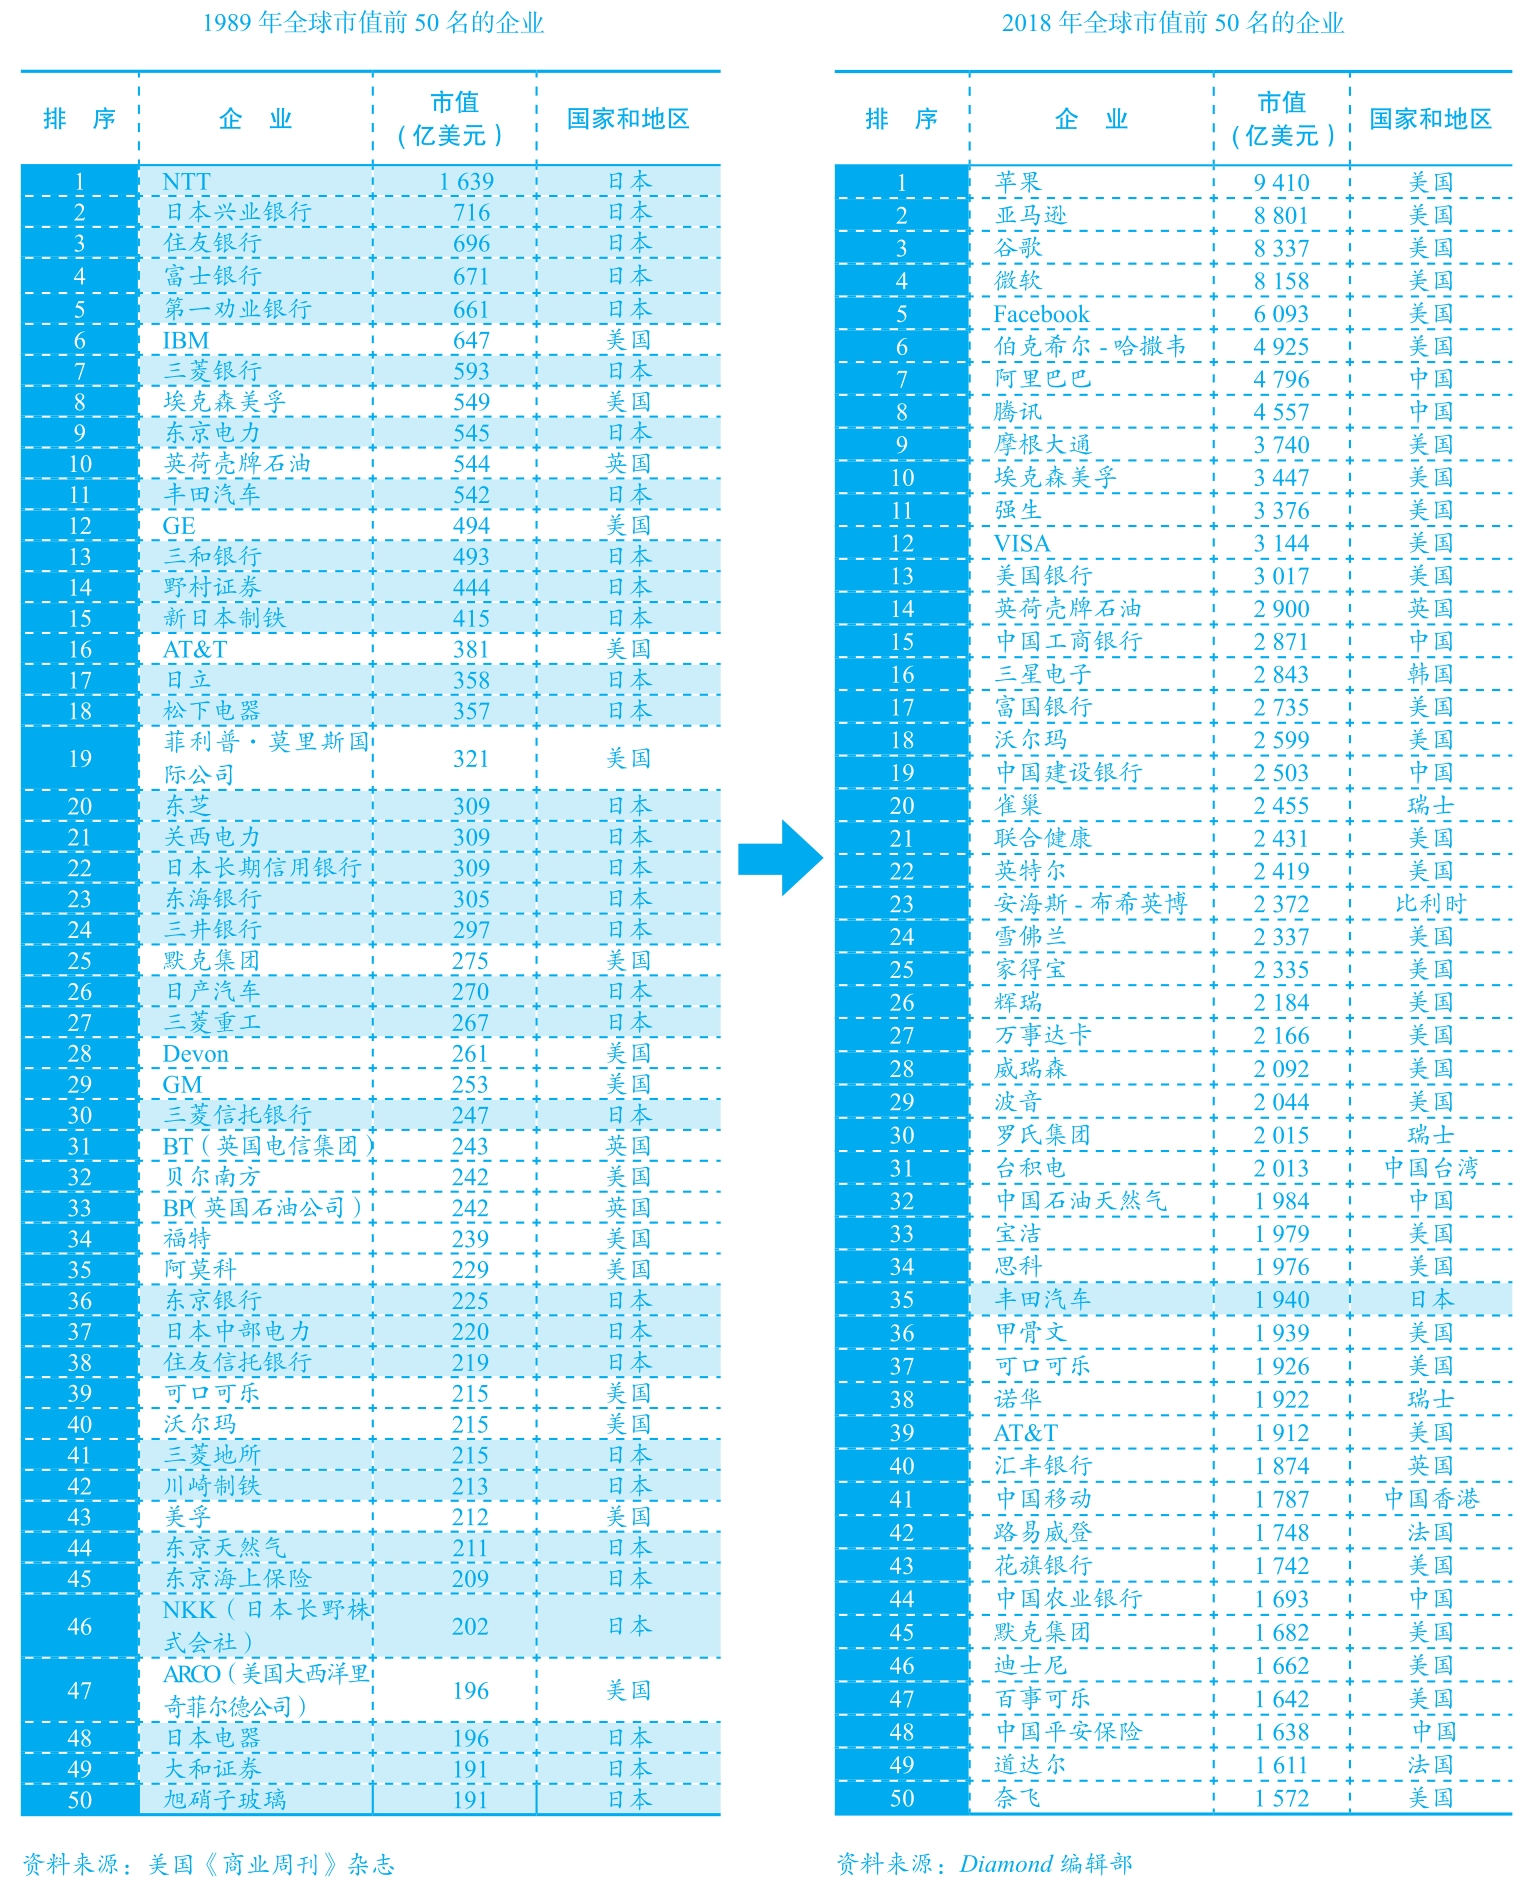 1989 年全球市值前 50 名的企业
排 序 企 业 市值（亿美元） 国家和地区
1 NTT 1 639 日本
2 日本兴业银行 716 日本
3 住友银行 696 日本
4 富士银行 671 日本
5 第一劝业银行 661 日本
6 IBM 647 美国
7 三菱银行 593 日本
8 埃克森美孚 549 美国
9 东京电力 545 日本
10 英荷壳牌石油 544 英国
11 丰田汽车 542 日本
12 GE 494 美国
13 三和银行 493 日本
14 野村证券 444 日本
15 新日本制铁 415 日本
16 AT&T 381 美国
17 日立 358 日本
18 松下电器 357 日本
19 菲利普·莫里斯国际公司 321 美国
20 东芝 309 日本
21 关西电力 309 日本
22 日本长期信用银行 309 日本
23 东海银行 305 日本
24 三井银行 297 日本
25 默克集团 275 美国
26 日产汽车 270 日本
27 三菱重工 267 日本
28 Devon 261 美国
29 GM 253 美国
30 三菱信托银行 247 日本
31 BT（英国电信集团） 243 英国
32 贝尔南方 242 美国
33 BP（英国石油公司） 242 英国
34 福特 239 美国
35 阿莫科 229 美国
36 东京银行 225 日本
37 日本中部电力 220 日本
38 住友信托银行 219 日本
39 可口可乐 215 美国
40 沃尔玛 215 美国
41 三菱地所 215 日本
42 川崎制铁 213 日本
43 美孚 212 美国
44 东京天然气 211 日本
45 东京海上保险 209 日本
46 NKK（日本长野株式会社） 202 日本
47 ARCO（美国大西洋里奇菲尔德公司） 196 美国
48 日本电器 196 日本
49 大和证券 191 日本
50 旭硝子玻璃 191 日本
资料来源：美国《商业周刊》杂志
2018 年全球市值前 50 名的企业
排 序 企 业 市值（亿美元） 国家和地区
1 苹果 9 410 美国
2 亚马逊 8 801 美国
3 谷歌 8 337 美国
4 微软 8 158 美国
5 Facebook 6 093 美国
6 伯克希尔 - 哈撒韦 4 925 美国
7 阿里巴巴 4 796 中国
8 腾讯 4 557 中国
9 摩根大通 3 740 美国
10 埃克森美孚 3 447 美国
11 强生 3 376 美国
12 VISA 3 144 美国
13 美国银行 3 017 美国
14 英荷壳牌石油 2 900 英国
15 中国工商银行 2 871 中国
16 三星电子 2 843 韩国
17 富国银行 2 735 美国
18 沃尔玛 2 599 美国
19 中国建设银行 2 503 中国
20 雀巢 2 455 瑞士
21 联合健康 2 431 美国
22 英特尔 2 419 美国
23 安海斯 - 布希英博 2 372 比利时
24 雪佛兰 2 337 美国
25 家得宝 2 335 美国
26 辉瑞 2 184 美国
27 万事达卡 2 166 美国
28 威瑞森 2 092 美国
29 波音 2 044 美国
30 罗氏集团 2 015 瑞士
31 台积电 2 013 中国台湾
32 中国石油天然气 1 984 中国
33 宝洁 1 979 美国
34 思科 1 976 美国
35 丰田汽车 1 940 日本
36 甲骨文 1 939 美国
37 可口可乐 1 926 美国
38 诺华 1 922 瑞士
39 AT&T 1 912 美国
40 汇丰银行 1 874 英国
41 中国移动 1 787 中国香港
42 路易威登 1 748 法国
43 花旗银行 1 742 美国
44 中国农业银行 1 693 中国
45 默克集团 1 682 美国
46 迪士尼 1 662 美国
47 百事可乐 1 642 美国
48 中国平安保险 1 638 中国
49 道达尔 1 611 法国
50 奈飞 1 572 美国
资料来源：Diamond 编辑部